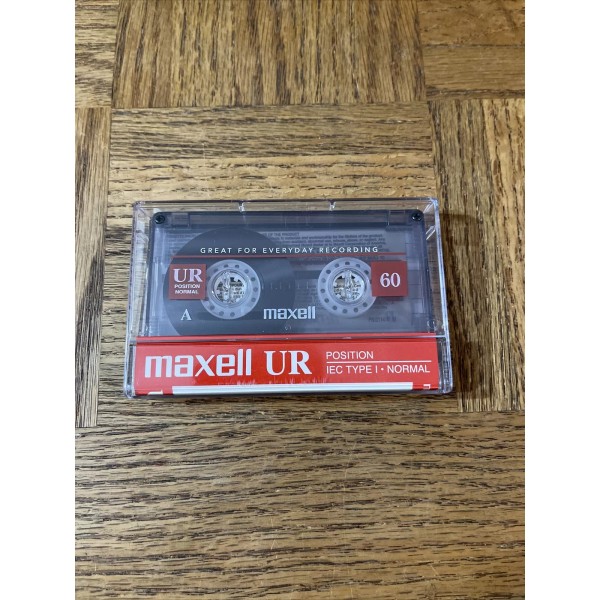 GREAT FOR EVERYDAY RECORDING
UR
POSITION
NORMAL
60
A
maxell
maxell UR
POSITION
IEC TYPE I • NORMAL